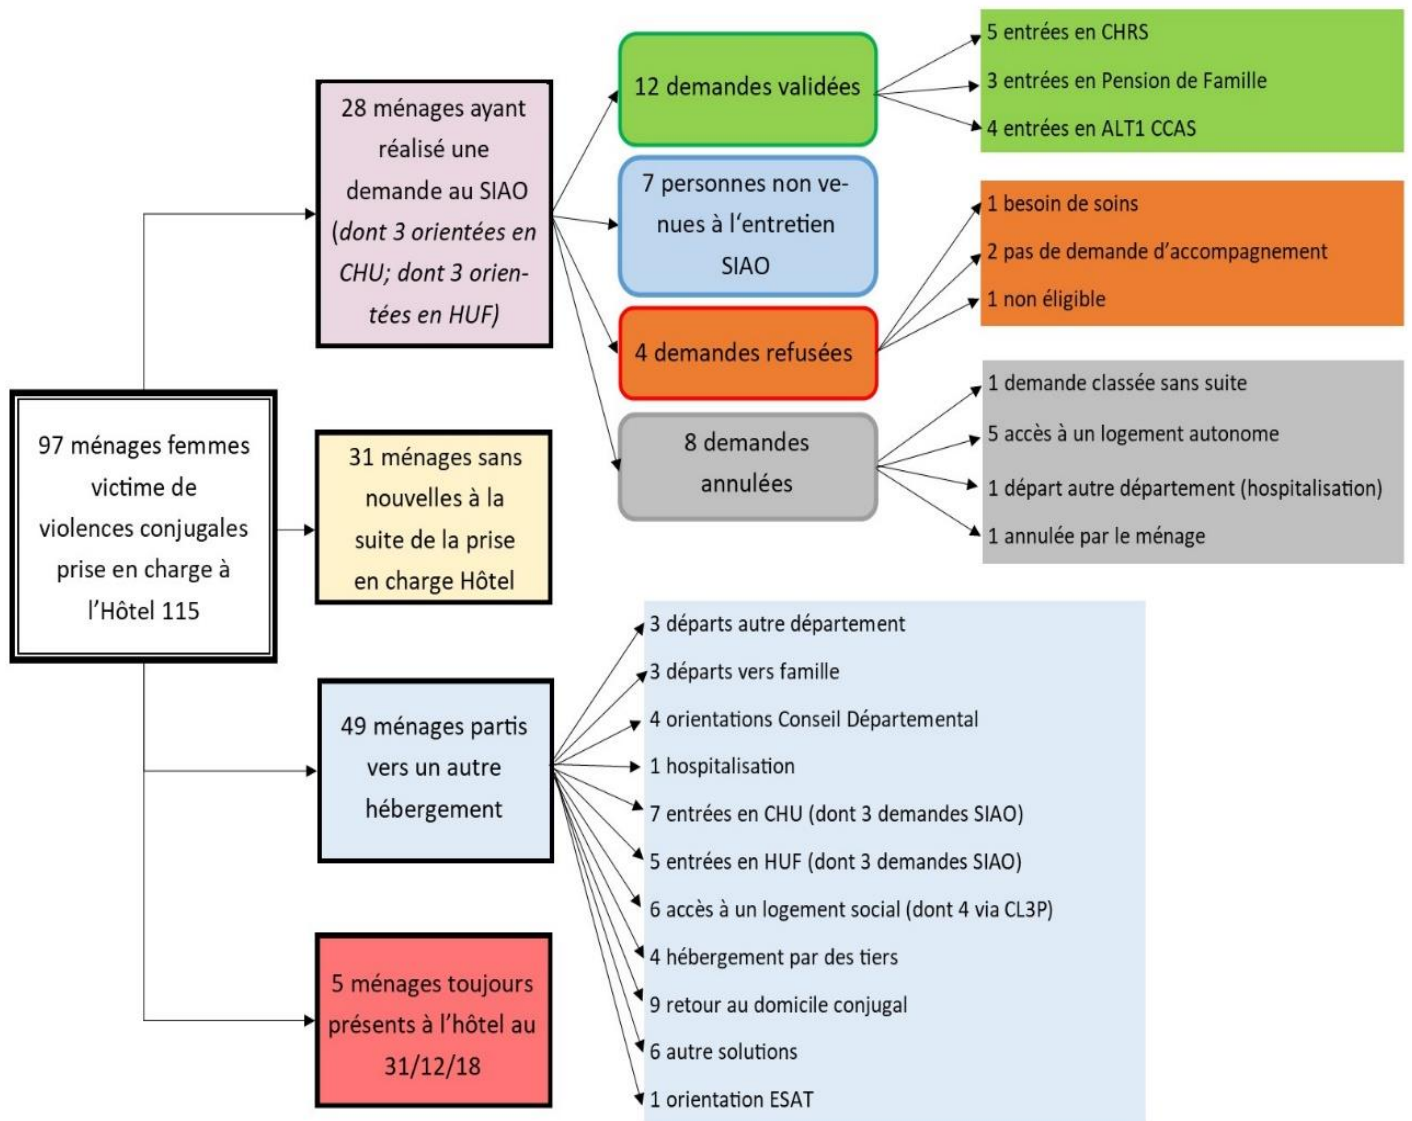 97 ménages femmes
victime de
violences conjugales
prise en charge à
l’Hôtel 115
28 ménages ayant
réalisé une
demande au SIAO
(dont 3 orientées en
CHU; dont 3 orien-
tées en HUF)
12 demandes validées
5 entrées en CHRS
3 entrées en Pension de Famille
4 entrées en ALT1 CCAS
7 personnes non ve-
nues à l‘entretien
SIAO
4 demandes refusées
1 besoin de soins
2 pas de demande d’accompagnement
1 non éligible
8 demandes
annulées
1 demande classée sans suite
5 accès à un logement autonome
1 départ autre département (hospitalisation)
1 annulée par le ménage
31 ménages sans
nouvelles à la
suite de la prise
en charge Hôtel
49 ménages partis
vers un autre
hébergement
3 départs autre département
3 départs vers famille
4 orientations Conseil Départemental
1 hospitalisation
7 entrées en CHU (dont 3 demandes SIAO)
5 entrées en HUF (dont 3 demandes SIAO)
6 accès à un logement social (dont 4 via CL3P)
4 hébergement par des tiers
9 retour au domicile conjugal
6 autre solutions
1 orientation ESAT
5 ménages toujours
présents à l’hôtel au
31/12/18